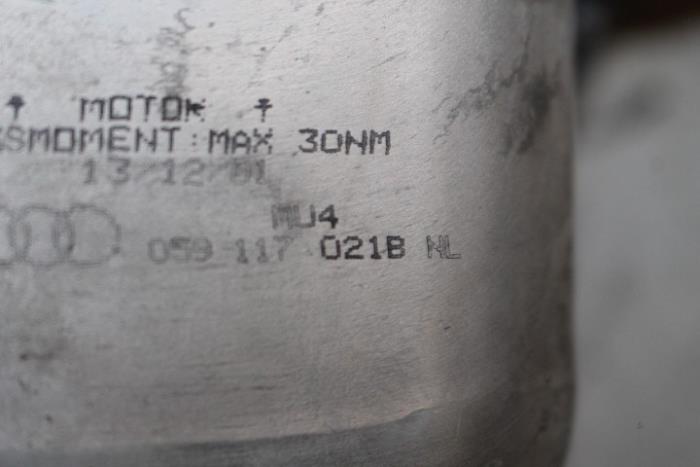 MOTOR
SMOMENT: MAX 30NM
13/12/01
MU4
059 117 021B NL